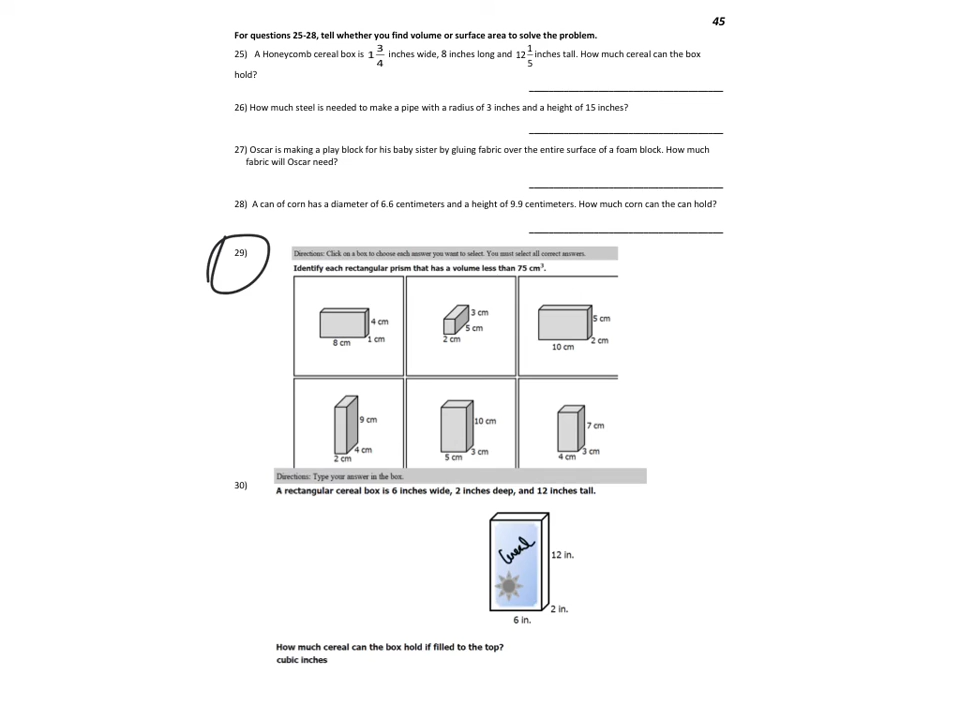 45
For questions 25-28, tell whether you find volume or surface area to solve the problem.
25) A Honeycomb cereal box is 1 3/4 inches wide, 8 inches long and 12 1/5 inches tall. How much cereal can the box
hold?
26) How much steel is needed to make a pipe with a radius of 3 inches and a height of 15 inches?
27) Oscar is making a play block for his baby sister by gluing fabric over the entire surface of a foam block. How much
fabric will Oscar need?
28) A can of corn has a diameter of 6.6 centimeters and a height of 9.9 centimeters. How much corn can the can hold?
29)
Directions: Click on a box to choose each answer you want to select. You must select all correct answers.
Identify each rectangular prism that has a volume less than 75 cm³.
4 cm
8 cm
1 cm
3 cm
5 cm
2 cm
5 cm
2 cm
10 cm
9 cm
4 cm
2 cm
10 cm
3 cm
5 cm
7 cm
3 cm
4 cm
Directions: Type your answer in the box.
30)
A rectangular cereal box is 6 inches wide, 2 inches deep, and 12 inches tall.
Cereal
12 in.
2 in.
6 in.
How much cereal can the box hold if filled to the top?
cubic inches